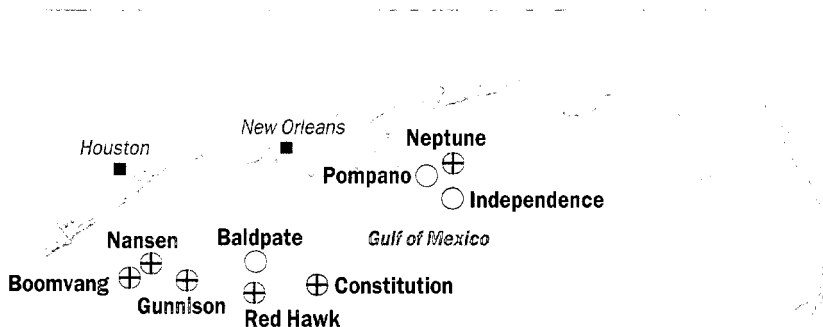 New Orleans
Houston
Neptune
Pompano
Independence
Nansen
Baldpate
Gulf of Mexico
Boomvang
Constitution
Gunnison
Red Hawk